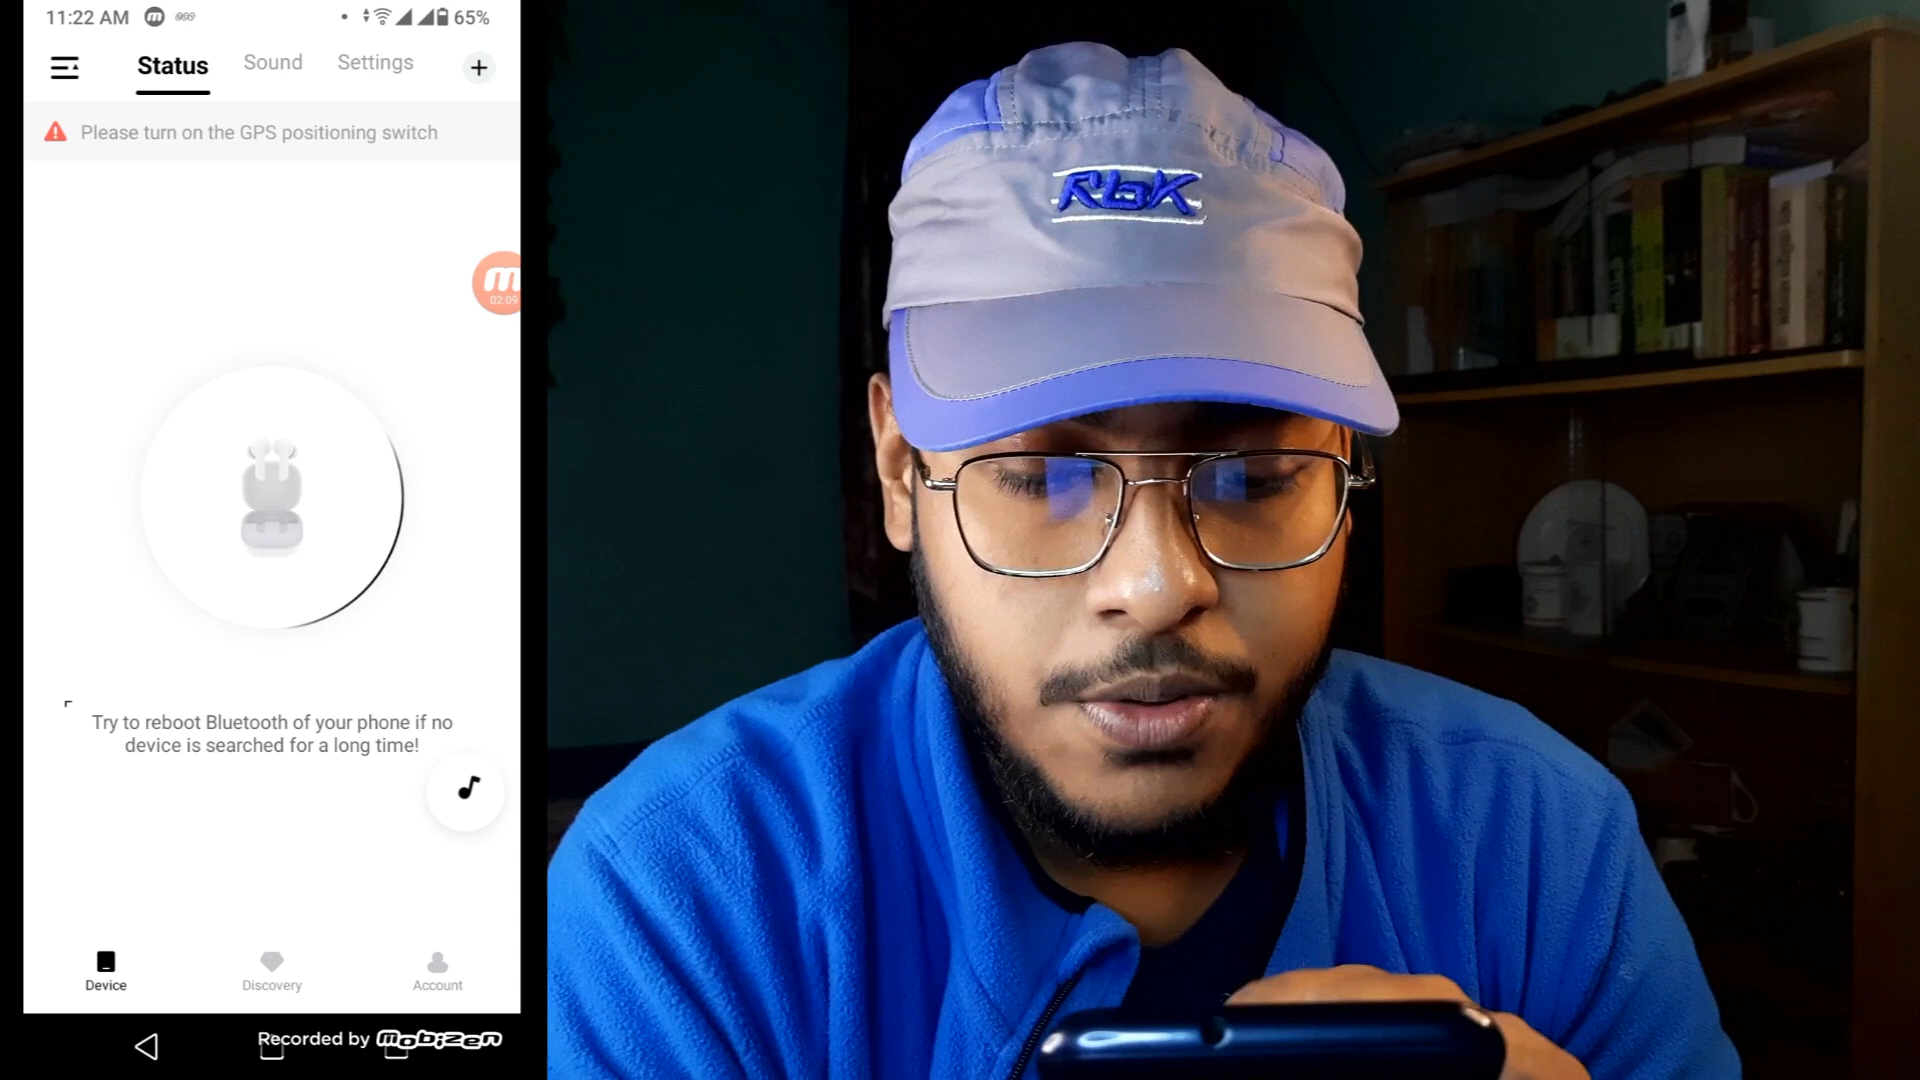 11:22 AM
65%
Status
Sound
Settings
Please turn on the GPS positioning switch
02:09
Try to reboot Bluetooth of your phone if no
device is searched for a long time!
Device
Discovery
Account
Recorded by mobizen
Rbk